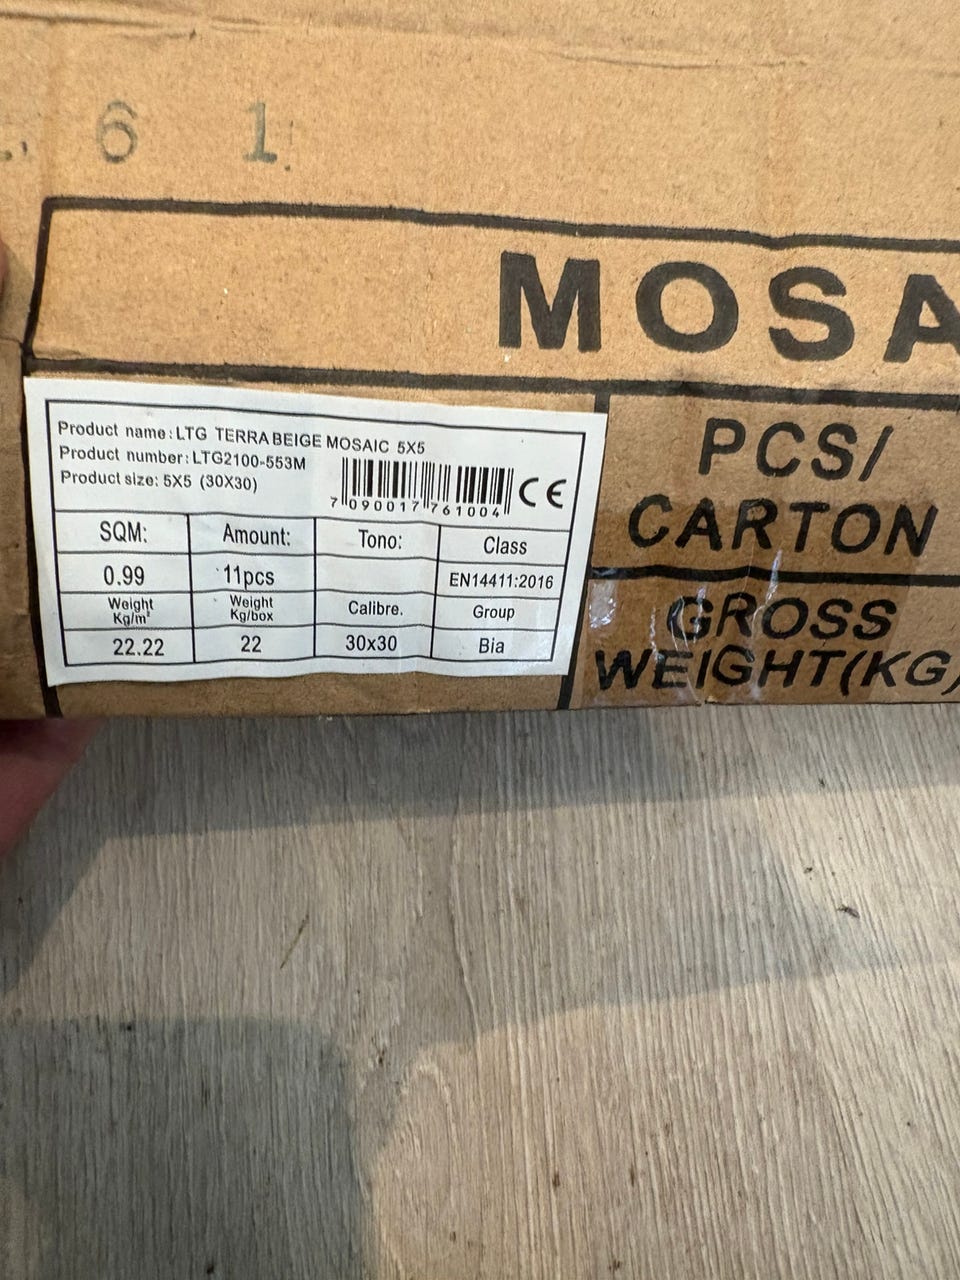 6 1
MOSA
Product name: LTG TERRA BEIGE MOSAIC 5X5
Product number: LTG2100-553M
Product size: 5X5 (30X30)
7 090017 761004
CE
SQM: Amount: Tono: Class
0.99 11pcs EN14411:2016
Weight Kg/m² Weight Kg/box Calibre. Group
22.22 22 30x30 Bia
PCS/
CARTON
GROSS
WEIGHT(KG)